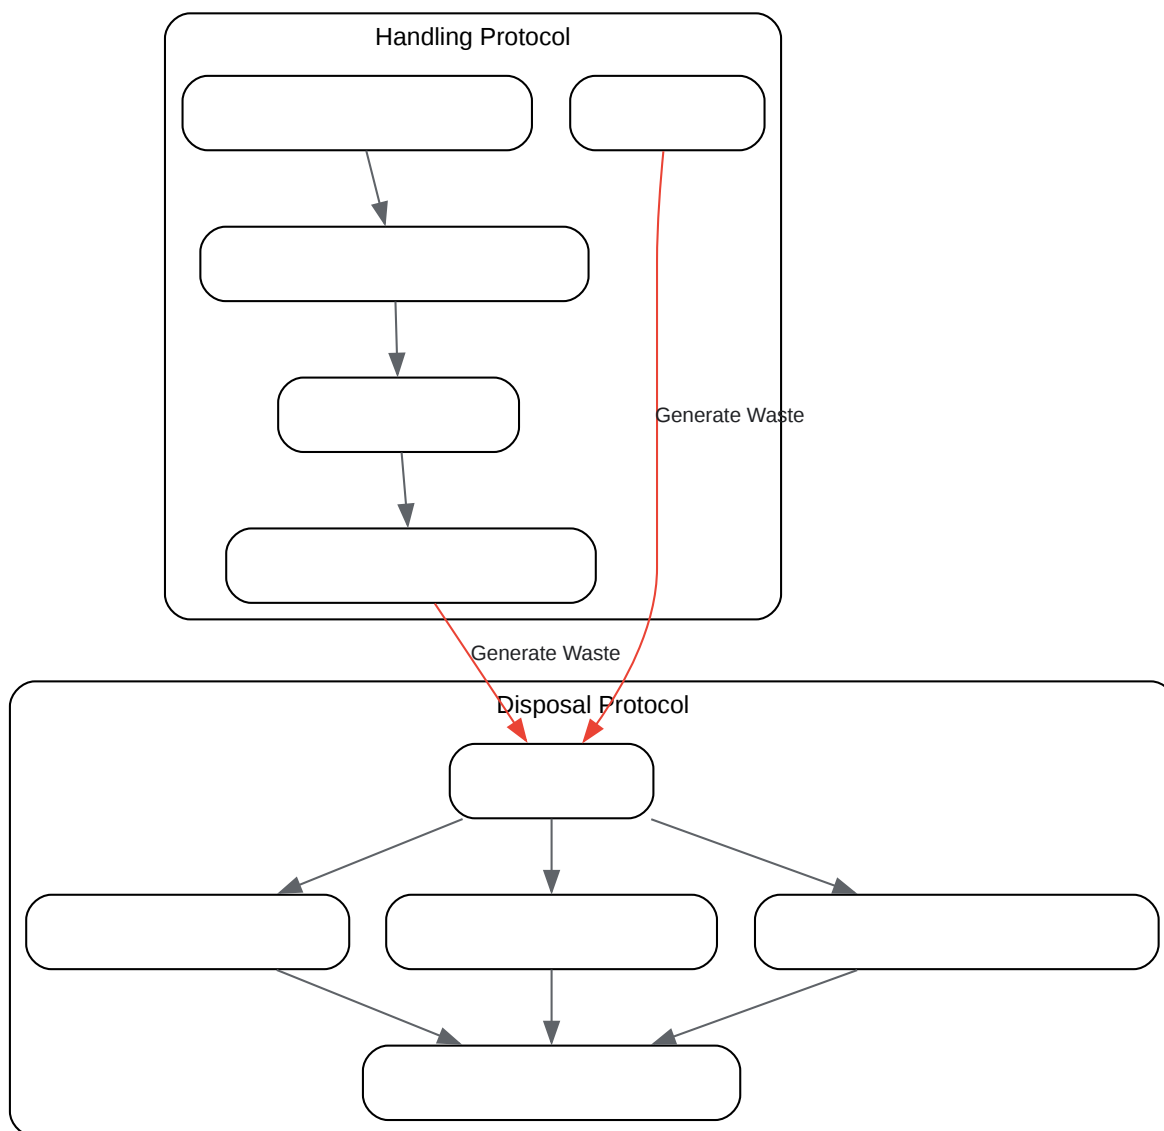 Handling Protocol
Generate Waste
Generate Waste
Disposal Protocol